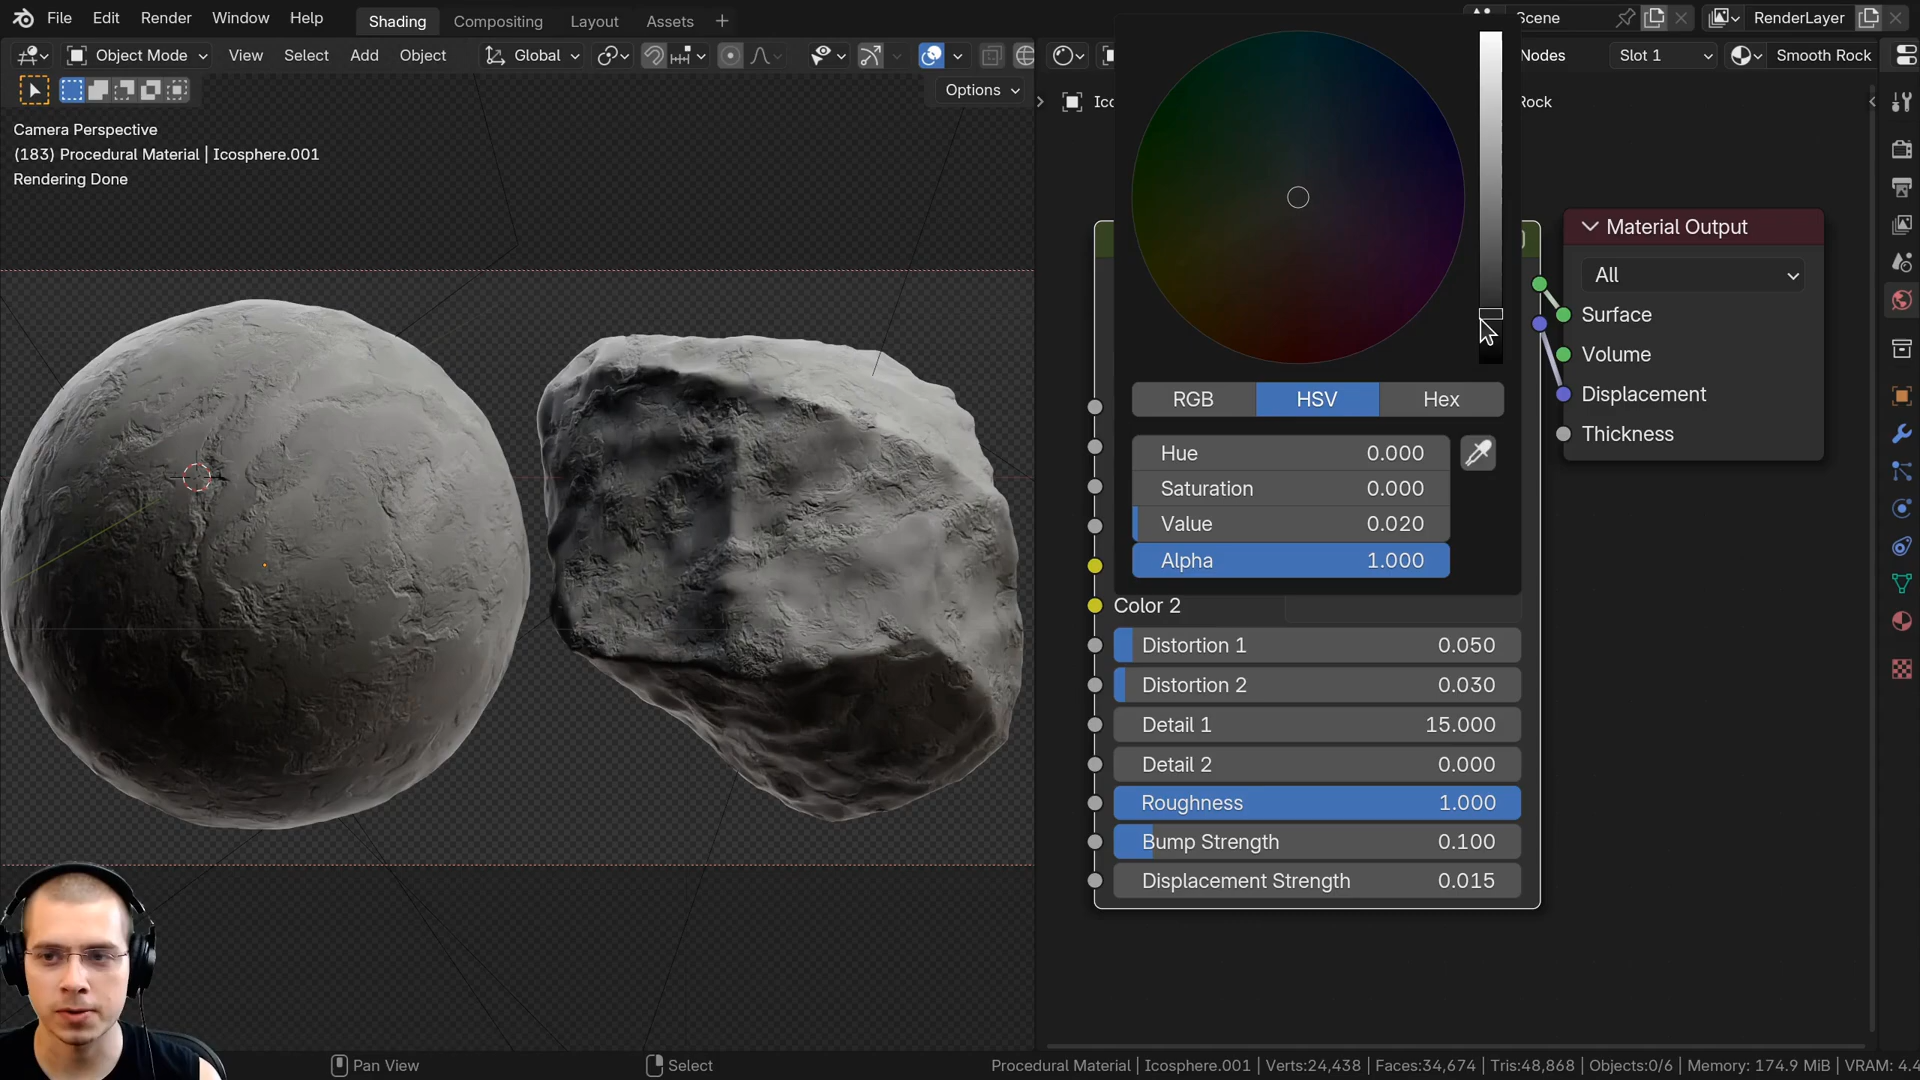 File Edit Render Window Help Shading Compositing Layout Assets + Scene RenderLayer
Object Mode View Select Add Object Global Nodes Slot 1 Smooth Rock
Options
Ico Rock
Camera Perspective
(183) Procedural Material | Icosphere.001
Rendering Done
Material Output
All
Surface
Volume
Displacement
Thickness
RGB HSV Hex
Hue 0.000
Saturation 0.000
Value 0.020
Alpha 1.000
Color 2
Distortion 1 0.050
Distortion 2 0.030
Detail 1 15.000
Detail 2 0.000
Roughness 1.000
Bump Strength 0.100
Displacement Strength 0.015
Pan View Select Procedural Material | Icosphere.001 | Verts:24,438 | Faces:34,674 | Tris:48,868 | Objects:0/6 | Memory: 174.9 MiB | VRAM: 4.4